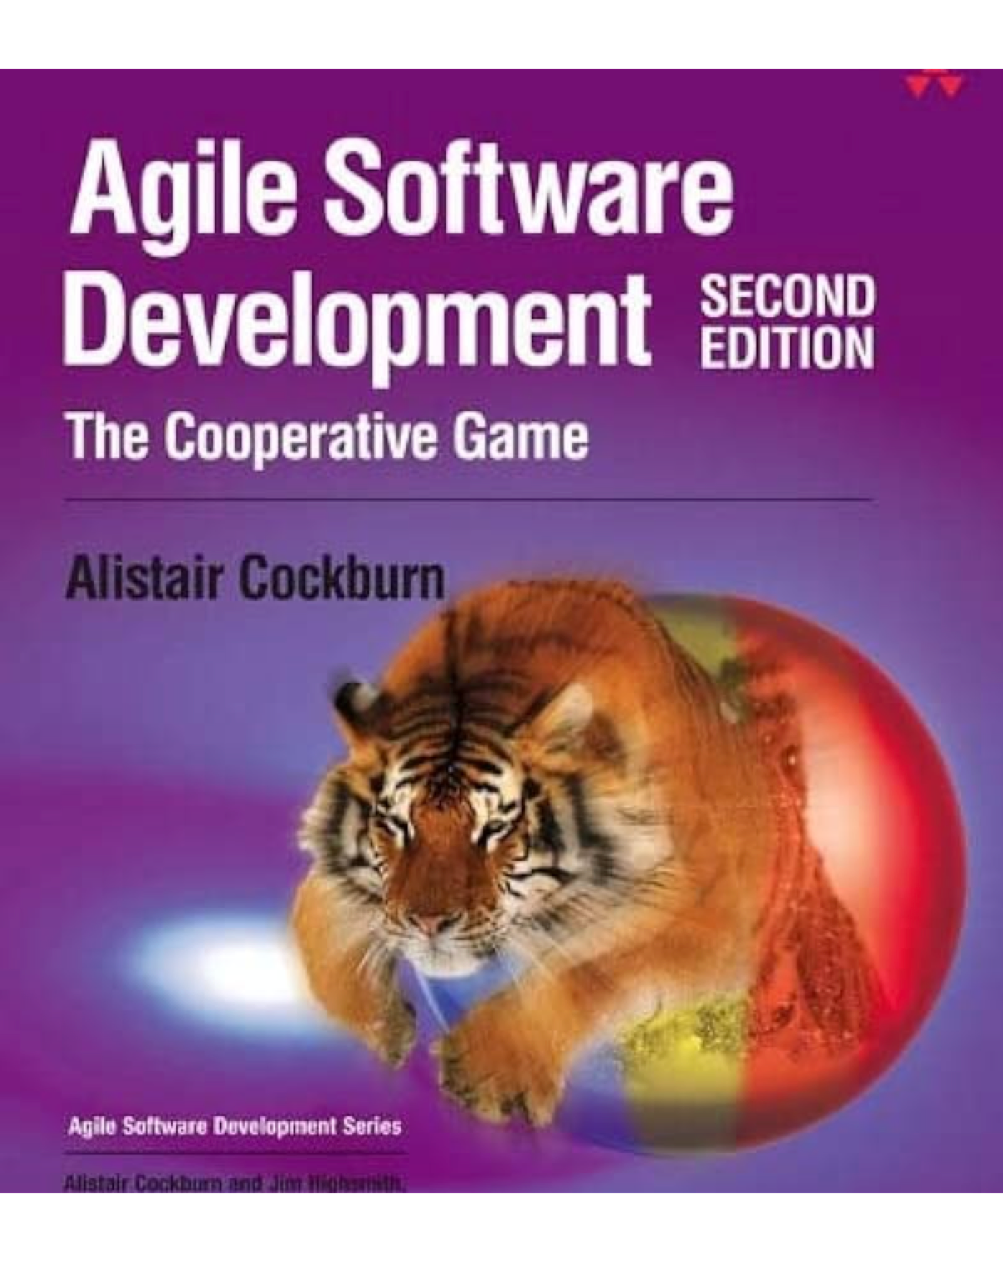 Agile Software
Development
SECOND
EDITION
The Cooperative Game
Alistair Cockburn
Agile Software Development Series
Alistair Cockburn and Jim Highsmith,